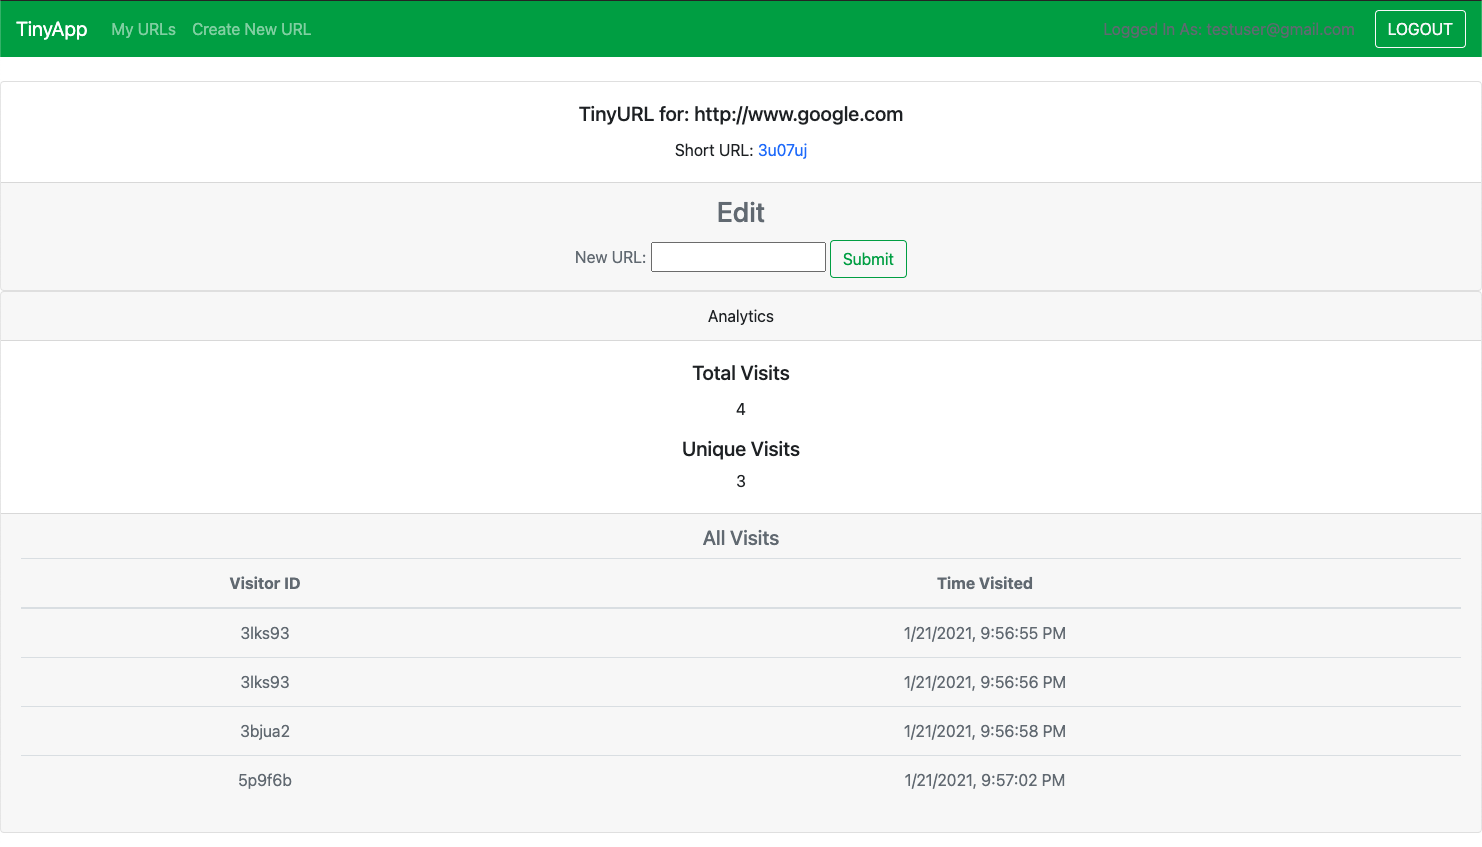 TinyApp My URLs Create New URL Logged In As: testuser@gmail.com LOGOUT
TinyURL for: http://www.google.com
Short URL: 3u07uj
Edit
New URL: Submit
Analytics
Total Visits
4
Unique Visits
3
All Visits
Visitor ID Time Visited
3lks93 1/21/2021, 9:56:55 PM
3lks93 1/21/2021, 9:56:56 PM
3bjua2 1/21/2021, 9:56:58 PM
5p9f6b 1/21/2021, 9:57:02 PM